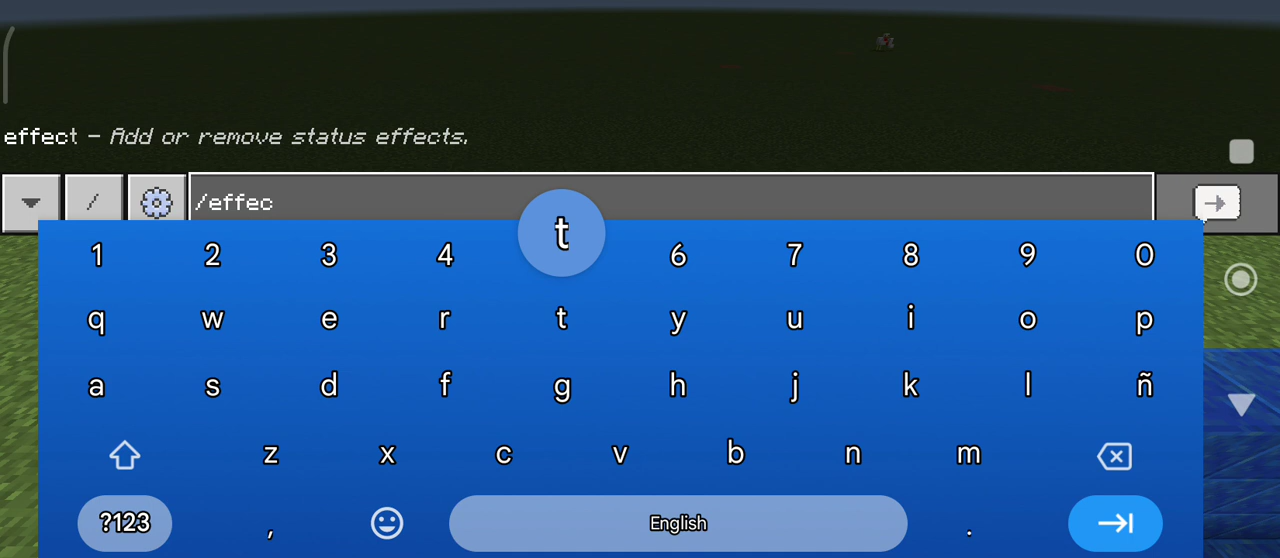 effect - Add or remove status effects.
/
/effec
t
1 2 3 4 6 7 8 9 0
q w e r t y u i o p
a s d f g h j k l ñ
z x c v b n m
?123 , English .